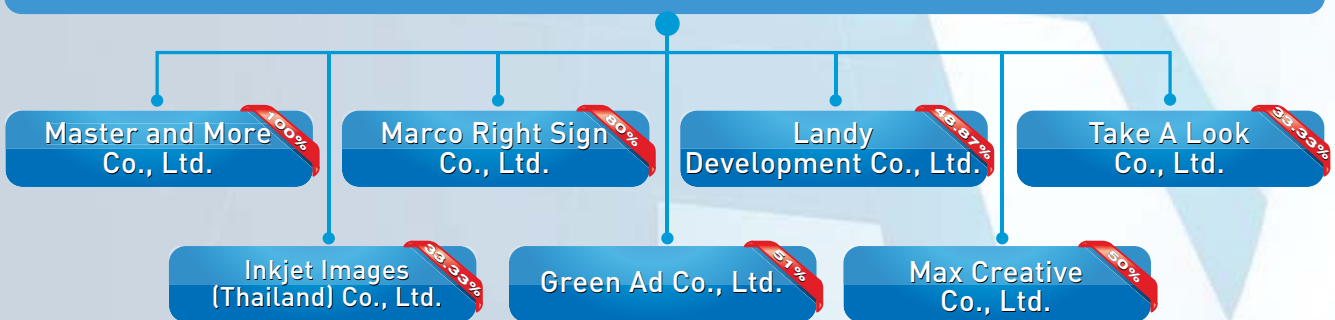 Master and More
Co., Ltd.
100%
Marco Right Sign
Co., Ltd.
80%
Landy
Development Co., Ltd.
48.87%
Take A Look
Co., Ltd.
33.33%
Inkjet Images
(Thailand) Co., Ltd.
33.33%
Green Ad Co., Ltd.
51%
Max Creative
Co., Ltd.
50%